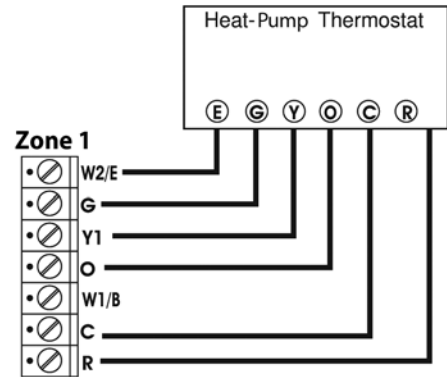 Heat-Pump Thermostat
E G Y O C R
Zone 1
W2/E
G
Y1
O
W1/B
C
R